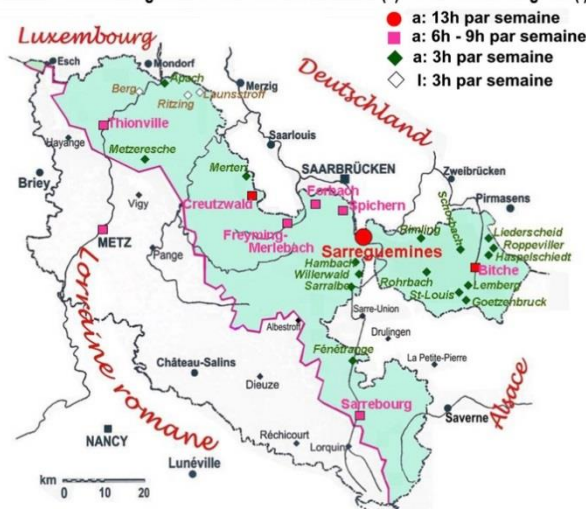 a: 13h par semaine
a: 6h - 9h par semaine
a: 3h par semaine
l: 3h par semaine
Luxembourg
Deutschland
Esch
Mondorf
Apach
Berg
Ritzing
Launsstroff
Merzig
Thionville
Saarlouis
Hayange
Metzeresche
Merten
SAARBRÜCKEN
Zweibrücken
Briey
Vigy
Creutzwald
Forbach
Spichern
Schorbach
Pirmasens
METZ
Freyming-
Merlebach
Sarreguemines
Rimling
Liederscheid
Roppeviller
Haspelschiedt
Pange
Hambach
Willerwald
Sarralbe
Rohrbach
Bitche
St-Louis
Lemberg
Goetzenbruck
Lorraine romane
Albestroff
Sarre-Union
Drulingen
Fénétrange
La Petite-Pierre
Château-Salins
Dieuze
Alsace
Sarrebourg
Saverne
NANCY
Réchicourt
Lorquin
Lunéville
km
0 10 20